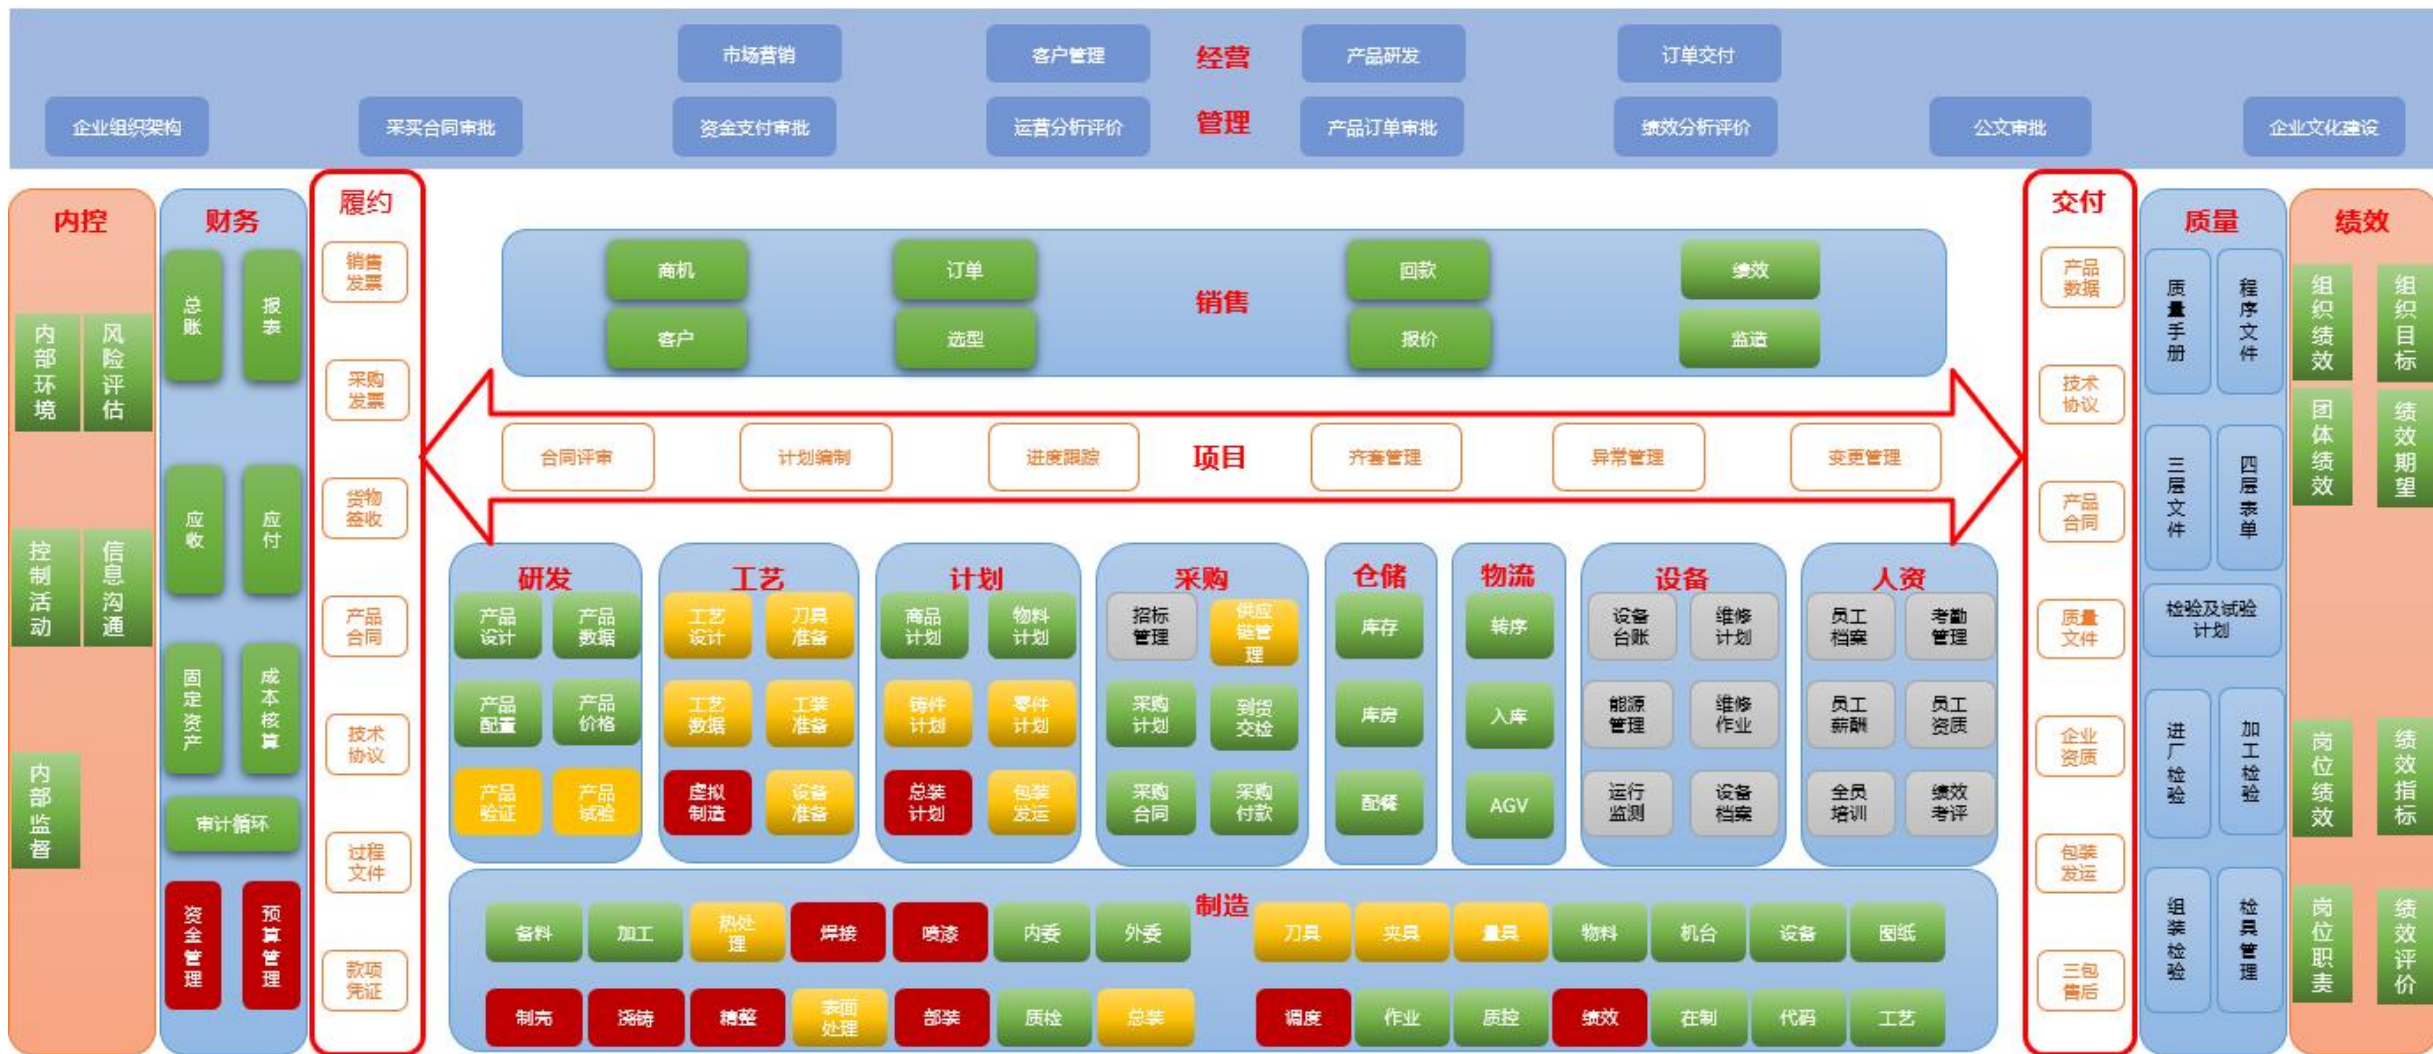 市场营销
客户管理
经营
产品研发
订单交付
企业组织架构
采买合同审批
资金支付审批
运营分析评价
管理
产品订单审批
绩效分析评价
公文审批
企业文化建设
内控
内部环境
风险评估
控制活动
信息沟通
内部监督
财务
总账
报表
应收
应付
固定资产
成本核算
审计循环
资金管理
预算管理
履约
销售
发票
采购
发票
货物
签收
产品
合同
技术
协议
过程
文件
款项
凭证
商机
订单
回款
绩效
销售
客户
选型
报价
监造
合同评审
计划编制
进度跟踪
项目
齐套管理
异常管理
变更管理
研发
产品
设计
产品
数据
产品
配置
产品
价格
产品
验证
产品
试验
工艺
工艺
设计
刀具
准备
工艺
数据
工装
准备
虚拟
制造
设备
准备
计划
商品
计划
物料
计划
铸件
计划
零件
计划
总装
计划
包装
发运
采购
招标
管理
供应
链管
理
采购
计划
到货
交检
采购
合同
采购
付款
仓储
库存
库房
配餐
物流
转序
入库
AGV
设备
设备
台账
维修
计划
能源
管理
维修
作业
运行
监测
设备
档案
人资
员工
档案
考勤
管理
员工
薪酬
员工
资质
全员
培训
绩效
考评
制造
备料
加工
热处
理
焊接
喷漆
内委
外委
刀具
夹具
量具
物料
机台
设备
图纸
制壳
浇铸
精整
表面
处理
部装
质检
总装
调度
作业
质控
绩效
在制
代码
工艺
交付
产品
数据
技术
协议
产品
合同
质量
文件
企业
资质
包装
发运
三包
售后
质量
质量手册
程序文件
三层文件
四层表单
检验及试验
计划
进厂检验
加工检验
组装检验
检具管理
绩效
组织绩效
组织目标
团体绩效
绩效期望
岗位绩效
绩效指标
岗位职责
绩效评价